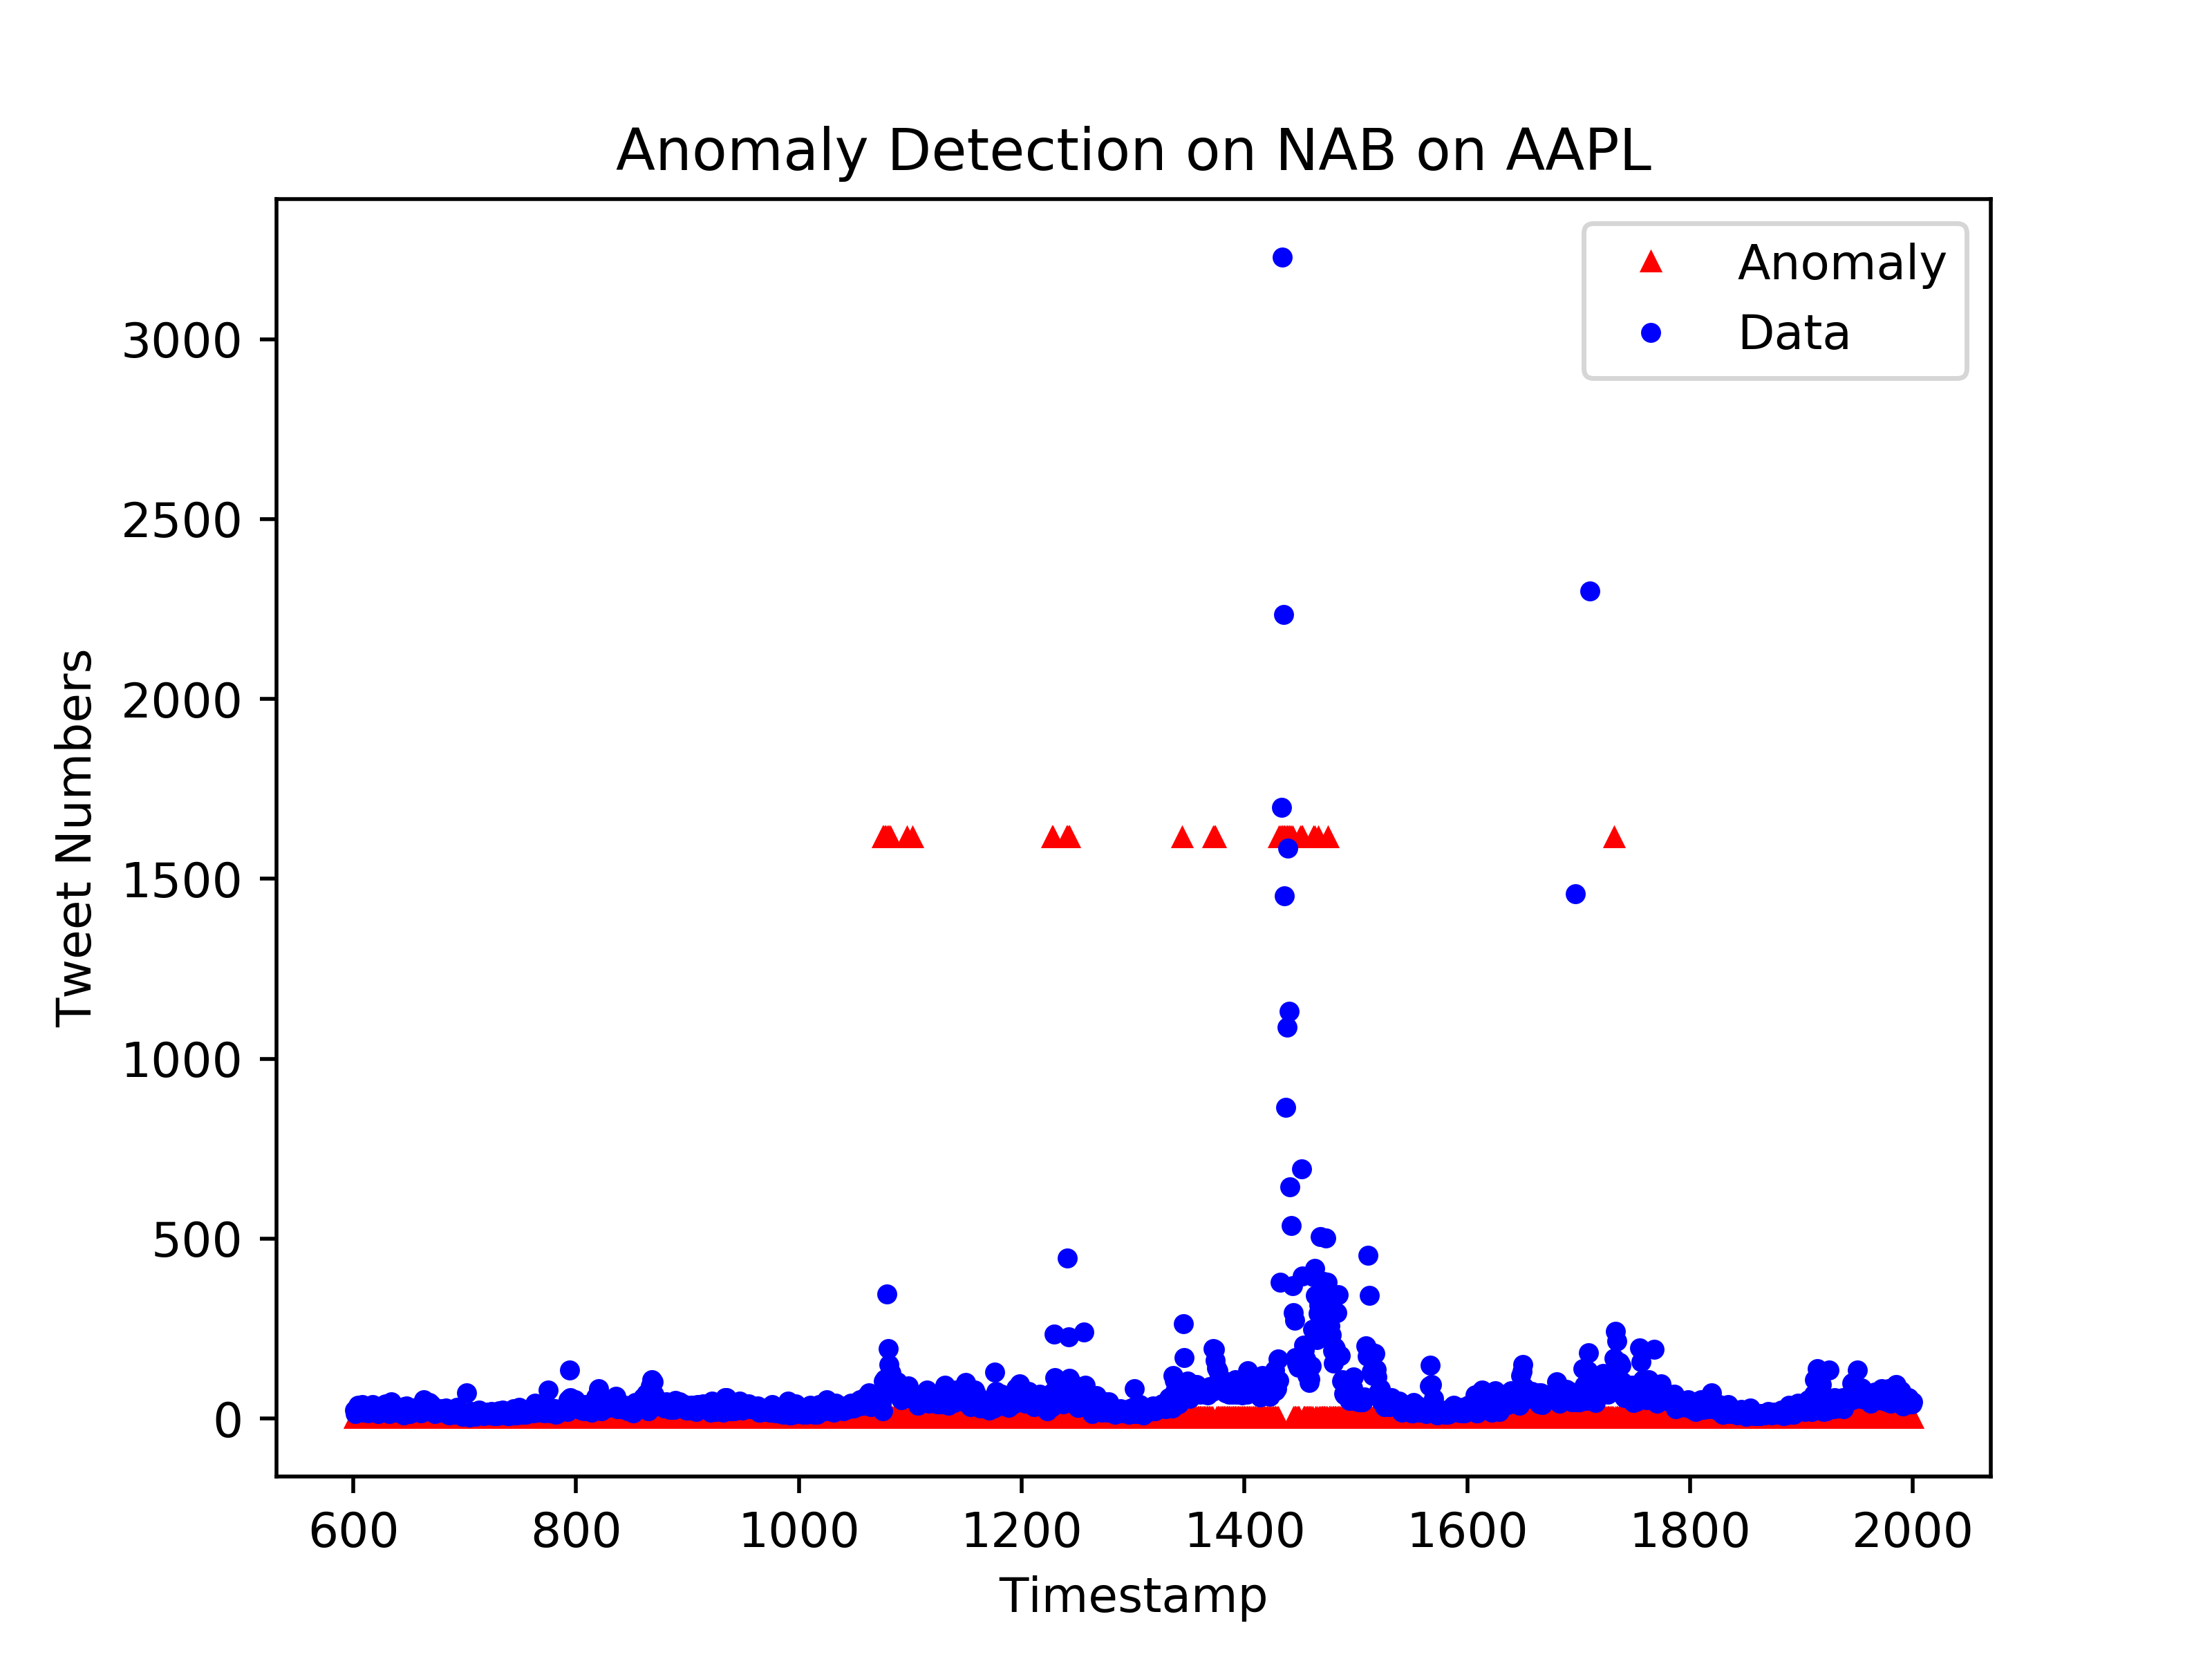 Anomaly Detection on NAB on AAPL
Anomaly
Data
Tweet Numbers
3000
2500
2000
1500
1000
500
0
600 800 1000 1200 1400 1600 1800 2000
Timestamp